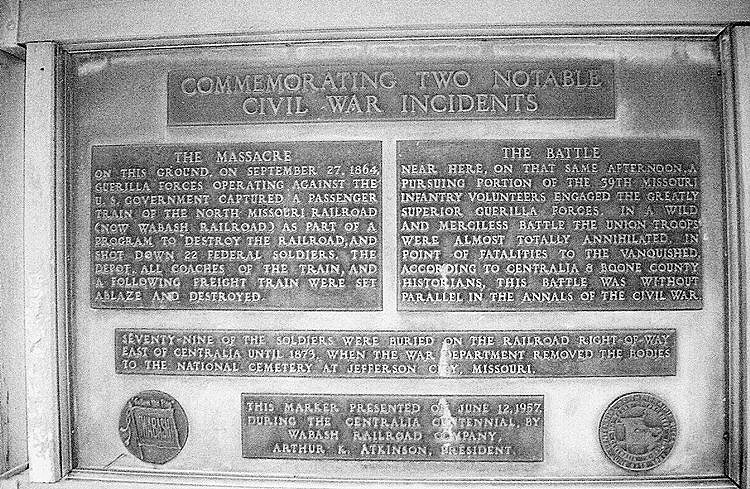 COMMEMORATING TWO NOTABLE
CIVIL WAR INCIDENTS
THE MASSACRE
ON THIS GROUND, ON SEPTEMBER 27, 1864,
GUERILLA FORCES OPERATING AGAINST THE
U. S. GOVERNMENT CAPTURED A PASSENGER
TRAIN OF THE NORTH MISSOURI RAILROAD
(NOW WABASH RAILROAD) AS PART OF A
PROGRAM TO DESTROY THE RAILROAD, AND
SHOT DOWN 22 FEDERAL SOLDIERS. THE
DEPOT, ALL COACHES OF THE TRAIN, AND
A FOLLOWING FREIGHT TRAIN WERE SET
ABLAZE AND DESTROYED.
THE BATTLE
NEAR HERE, ON THAT SAME AFTERNOON, A
PURSUING PORTION OF THE 39TH MISSOURI
INFANTRY VOLUNTEERS ENGAGED THE GREATLY
SUPERIOR GUERILLA FORCES. IN A WILD
AND MERCILESS BATTLE THE UNION TROOPS
WERE ALMOST TOTALLY ANNIHILATED. IN
POINT OF FATALITIES TO THE VANQUISHED,
ACCORDING TO CENTRALIA & BOONE COUNTY
HISTORIANS, THIS BATTLE WAS WITHOUT
PARALLEL IN THE ANNALS OF THE CIVIL WAR.
SEVENTY-NINE OF THE SOLDIERS WERE BURIED ON THE RAILROAD RIGHT-OF-WAY
EAST OF CENTRALIA UNTIL 1873, WHEN THE WAR DEPARTMENT REMOVED THE BODIES
TO THE NATIONAL CEMETERY AT JEFFERSON CITY, MISSOURI.
WABASH
THIS MARKER PRESENTED ON JUNE 12, 1957
DURING THE CENTRALIA CENTENNIAL, BY
WABASH RAILROAD COMPANY,
ARTHUR K. ATKINSON, PRESIDENT